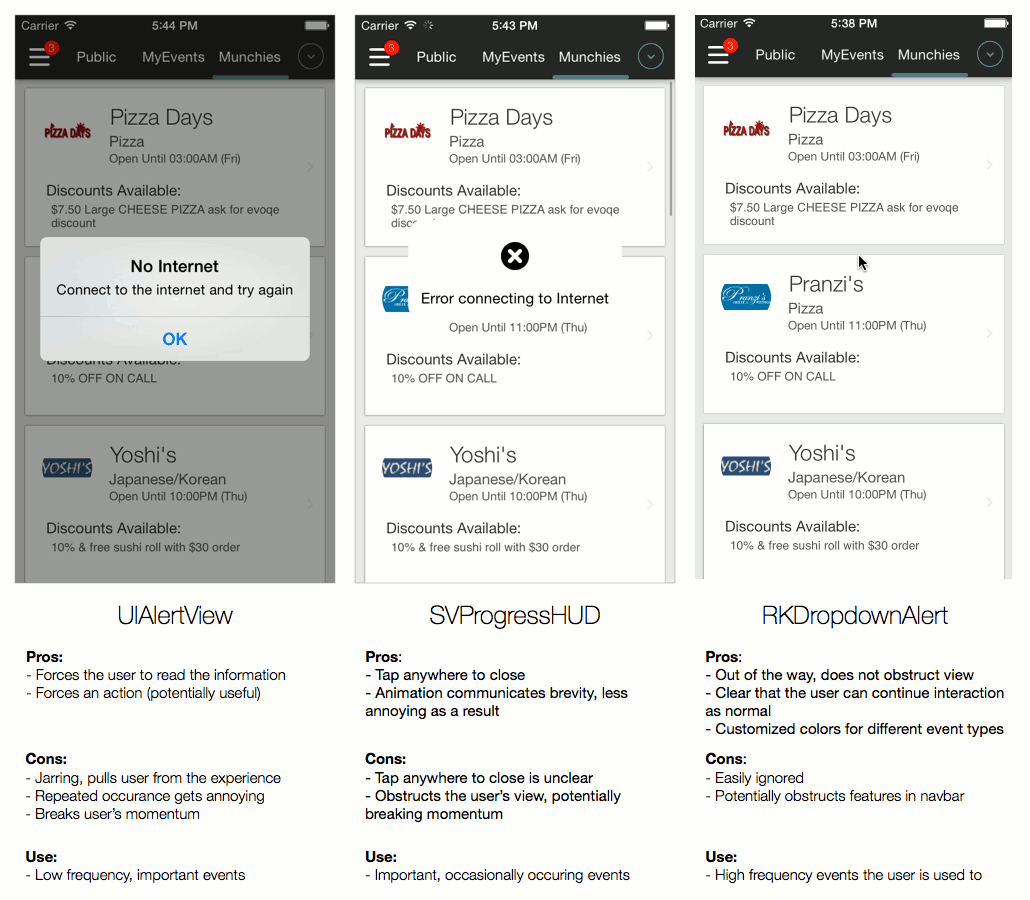 Carrier 5:44 PM
3
Public MyEvents Munchies
PIZZA DAYS
Pizza Days
Pizza
Open Until 03:00AM (Fri)
Discounts Available:
$7.50 Large CHEESE PIZZA ask for evoqe
discount
No Internet
Connect to the internet and try again
OK
Discounts Available:
10% OFF ON CALL
YOSHI'S
Yoshi's
Japanese/Korean
Open Until 10:00PM (Thu)
Discounts Available:
10% & free sushi roll with $30 order
Carrier 5:43 PM
3
Public MyEvents Munchies
PIZZA DAYS
Pizza Days
Pizza
Open Until 03:00AM (Fri)
Discounts Available:
$7.50 Large CHEESE PIZZA ask for evoqe
disc
Error connecting to Internet
Open Until 11:00PM (Thu)
Discounts Available:
10% OFF ON CALL
YOSHI'S
Yoshi's
Japanese/Korean
Open Until 10:00PM (Thu)
Discounts Available:
10% & free sushi roll with $30 order
Carrier 5:38 PM
3
Public MyEvents Munchies
PIZZA DAYS
Pizza Days
Pizza
Open Until 03:00AM (Fri)
Discounts Available:
$7.50 Large CHEESE PIZZA ask for evoqe
discount
Pranzi's
Pranzi's
Pizza
Open Until 11:00PM (Thu)
Discounts Available:
10% OFF ON CALL
YOSHI'S
Yoshi's
Japanese/Korean
Open Until 10:00PM (Thu)
Discounts Available:
10% & free sushi roll with $30 order
UIAlertView
Pros:
- Forces the user to read the information
- Forces an action (potentially useful)
Cons:
- Jarring, pulls user from the experience
- Repeated occurance gets annoying
- Breaks user's momentum
Use:
- Low frequency, important events
SVProgressHUD
Pros:
- Tap anywhere to close
- Animation communicates brevity, less
annoying as a result
Cons:
- Tap anywhere to close is unclear
- Obstructs the user's view, potentially
breaking momentum
Use:
- Important, occasionally occuring events
RKDropdownAlert
Pros:
- Out of the way, does not obstruct view
- Clear that the user can continue interaction
as normal
- Customized colors for different event types
Cons:
- Easily ignored
- Potentially obstructs features in navbar
Use:
- High frequency events the user is used to